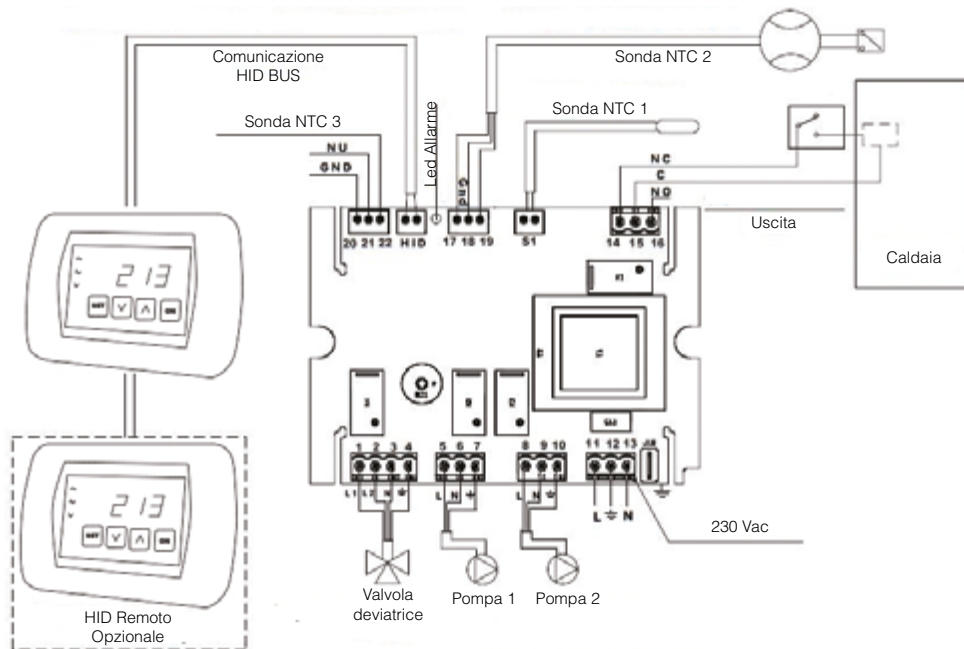 Comunicazione
HID BUS
Sonda NTC 2
Sonda NTC 3
Led Allarme
Sonda NTC 1
NU
GND
GND
NC
C
NO
20 21 22
HID
17 18 19
S1
14 15 16
Uscita
Caldaia
213
SET
213
SET
HID Remoto
Opzionale
1 2 3 4
5 6 7
8 9 10
11 12 13
L1 L2 N
L N
L N
L N
230 Vac
Valvola
deviatrice
Pompa 1
Pompa 2